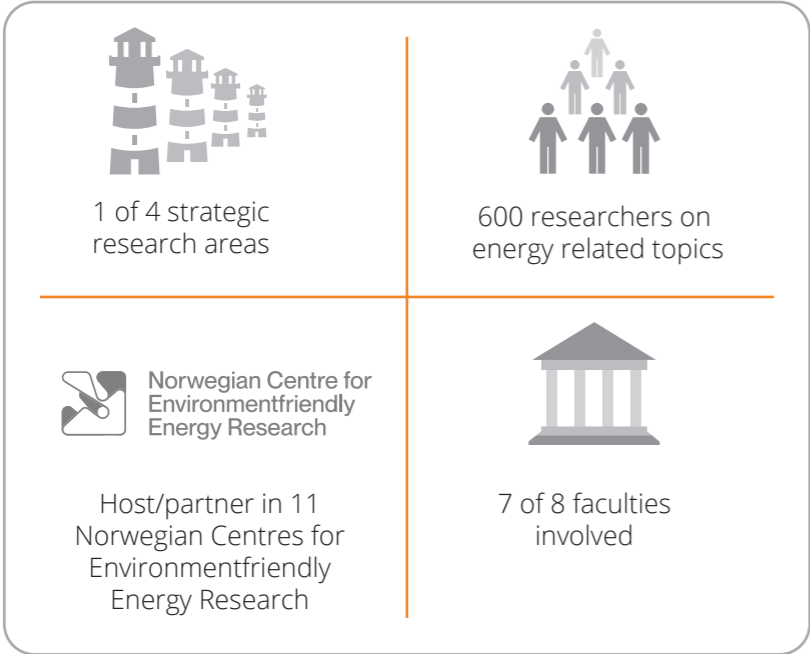 1 of 4 strategic
research areas
600 researchers on
energy related topics
Norwegian Centre for
Environmentfriendly
Energy Research
Host/partner in 11
Norwegian Centres for
Environmentfriendly
Energy Research
7 of 8 faculties
involved